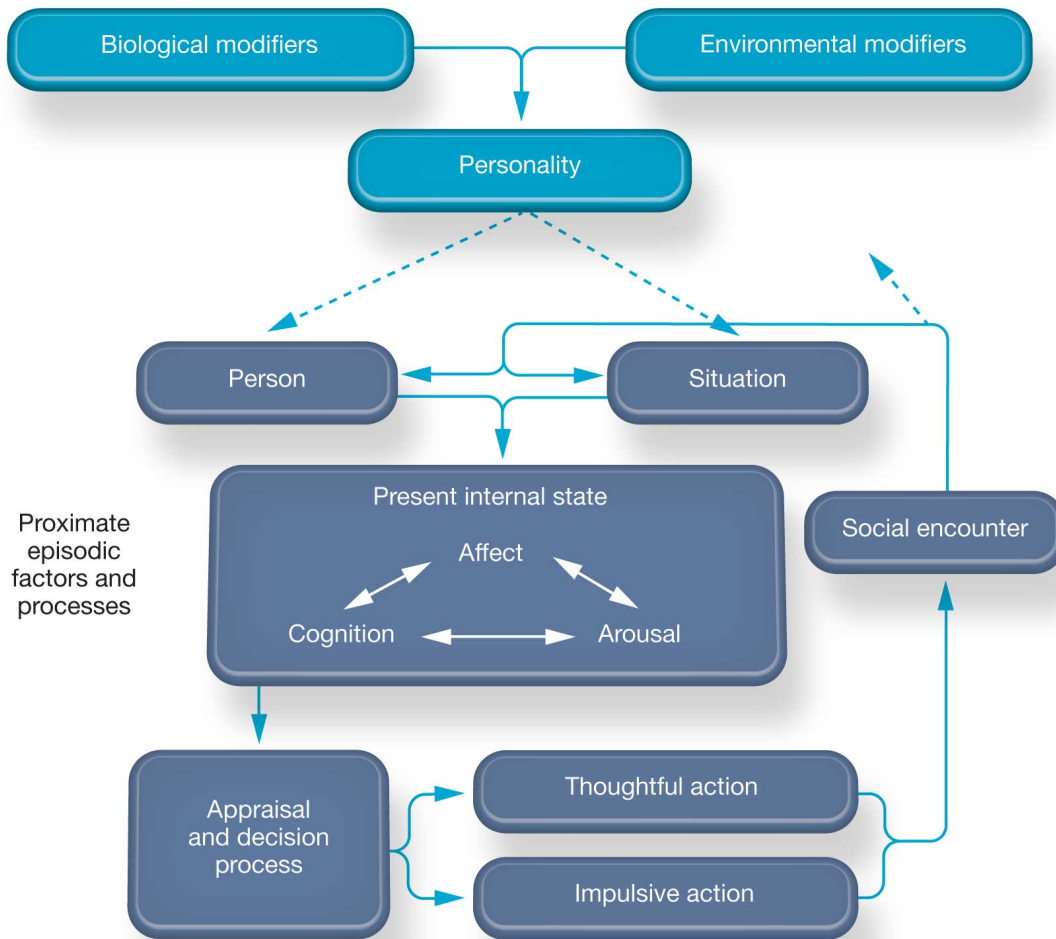 Biological modifiers
Environmental modifiers
Personality
Person
Situation
Present internal state
Affect
Cognition
Arousal
Proximate
episodic
factors and
processes
Social encounter
Appraisal
and decision
process
Thoughtful action
Impulsive action